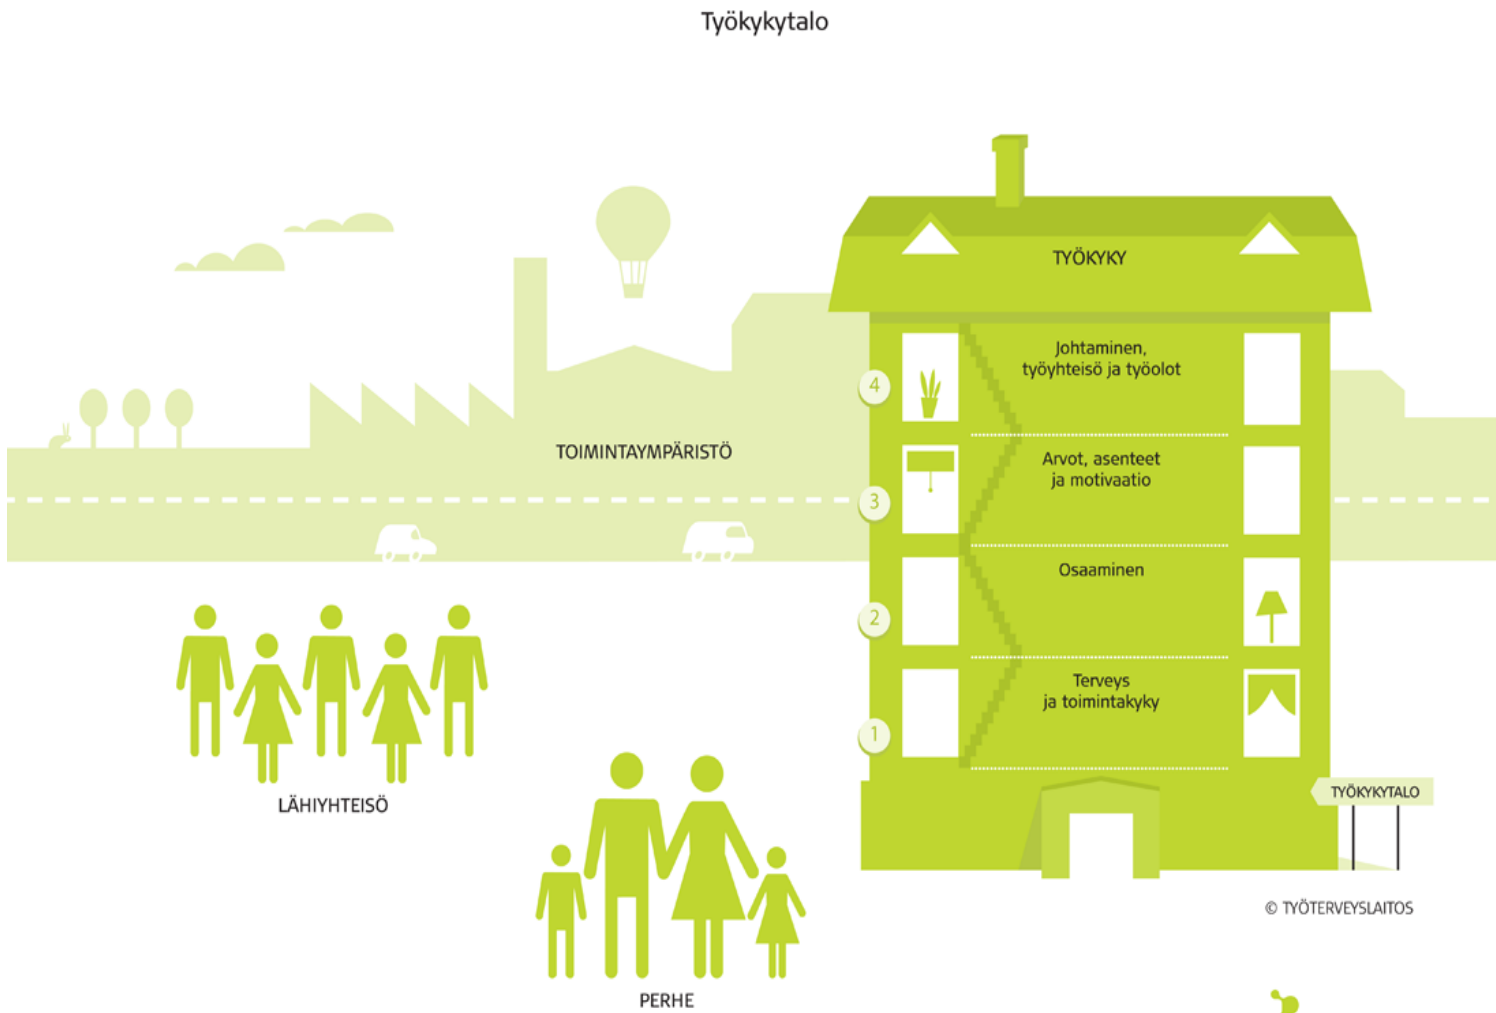 Työkykytalo
TYÖKYKY
Johtaminen,
työyhteisö ja työolot
4
TOIMINTAYMPÄRISTÖ
Arvot, asenteet
ja motivaatio
3
Osaaminen
2
Terveys
ja toimintakyky
1
TYÖKYKYTALO
LÄHIYHTEISÖ
© TYÖTERVEYSLAITOS
PERHE